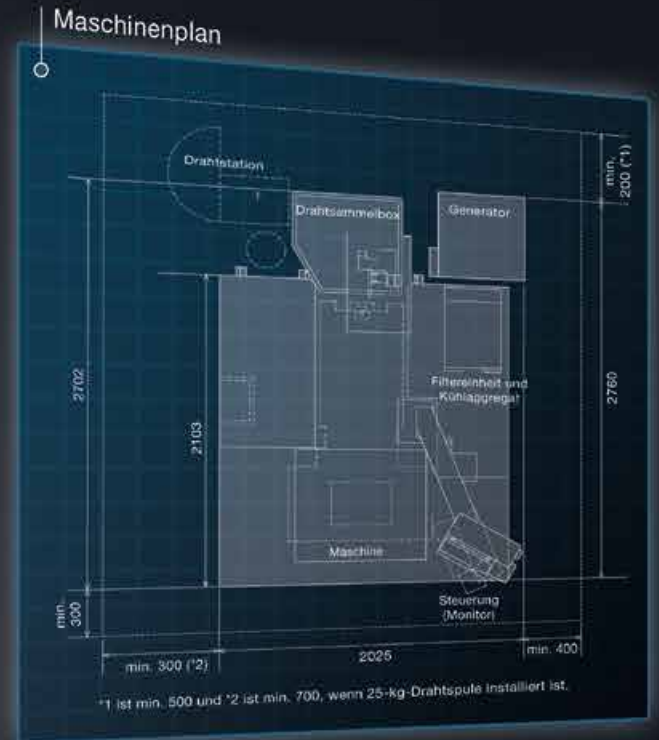 Maschinenplan
Drahtstation
Drahtsammelbox
Generator
min.
200 (*1)
2702
2103
Filtereinheit und
Kühlaggregat
2760
Maschine
Steuerung
(Monitor)
min.
300
min. 300 (*2)
2025
min. 400
*1 ist min. 500 und *2 ist min. 700, wenn 25-kg-Drahtspule installiert ist.